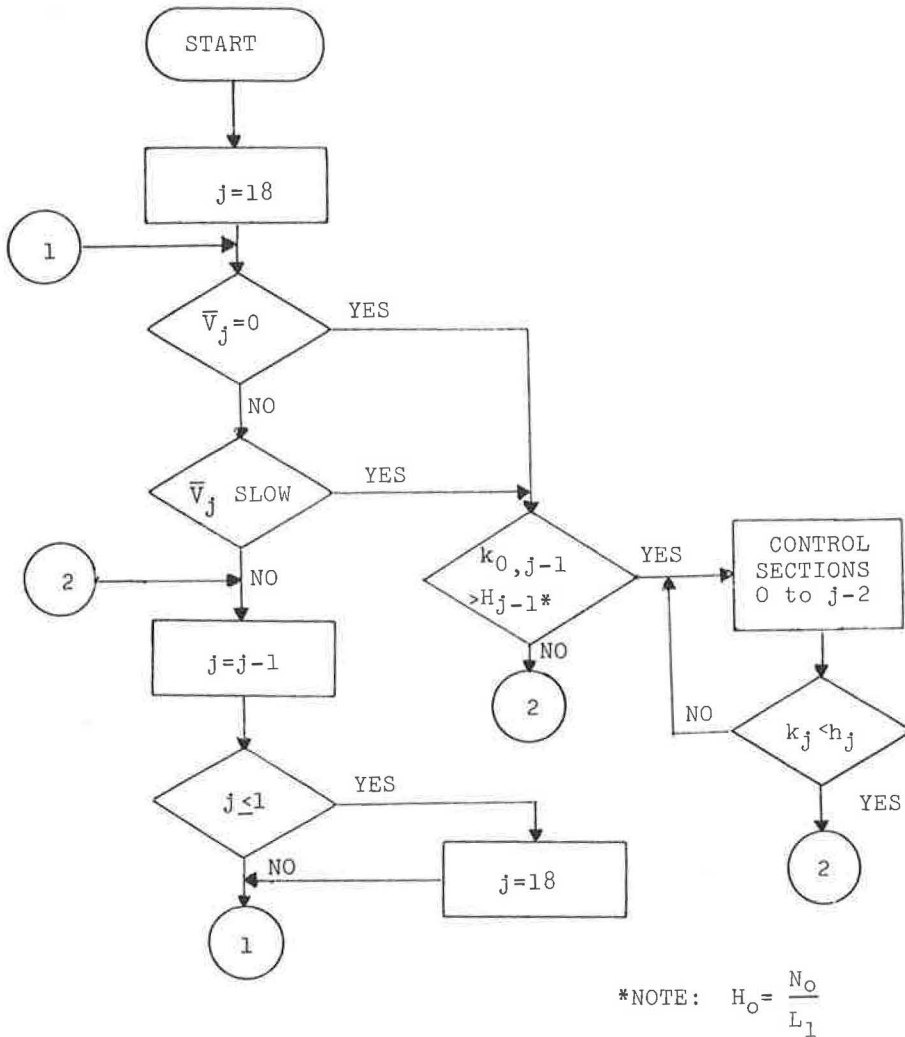 START
j=18
1
V̅j=0
YES
NO
V̅j SLOW
YES
2
NO
k0,j-1
>Hj-1*
YES
CONTROL
SECTIONS
0 to j-2
NO
2
j=j-1
NO
kj<hj
YES
2
j≤1
YES
NO
j=18
1
*NOTE: Ho= No
L1